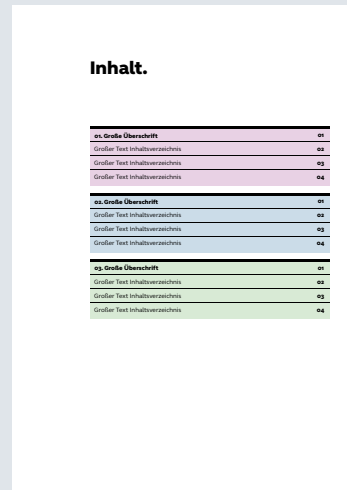 Inhalt.
01. Große Überschrift 01
Großer Text Inhaltsverzeichnis 02
Großer Text Inhaltsverzeichnis 03
Großer Text Inhaltsverzeichnis 04
02. Große Überschrift 01
Großer Text Inhaltsverzeichnis 02
Großer Text Inhaltsverzeichnis 03
Großer Text Inhaltsverzeichnis 04
03. Große Überschrift 01
Großer Text Inhaltsverzeichnis 02
Großer Text Inhaltsverzeichnis 03
Großer Text Inhaltsverzeichnis 04